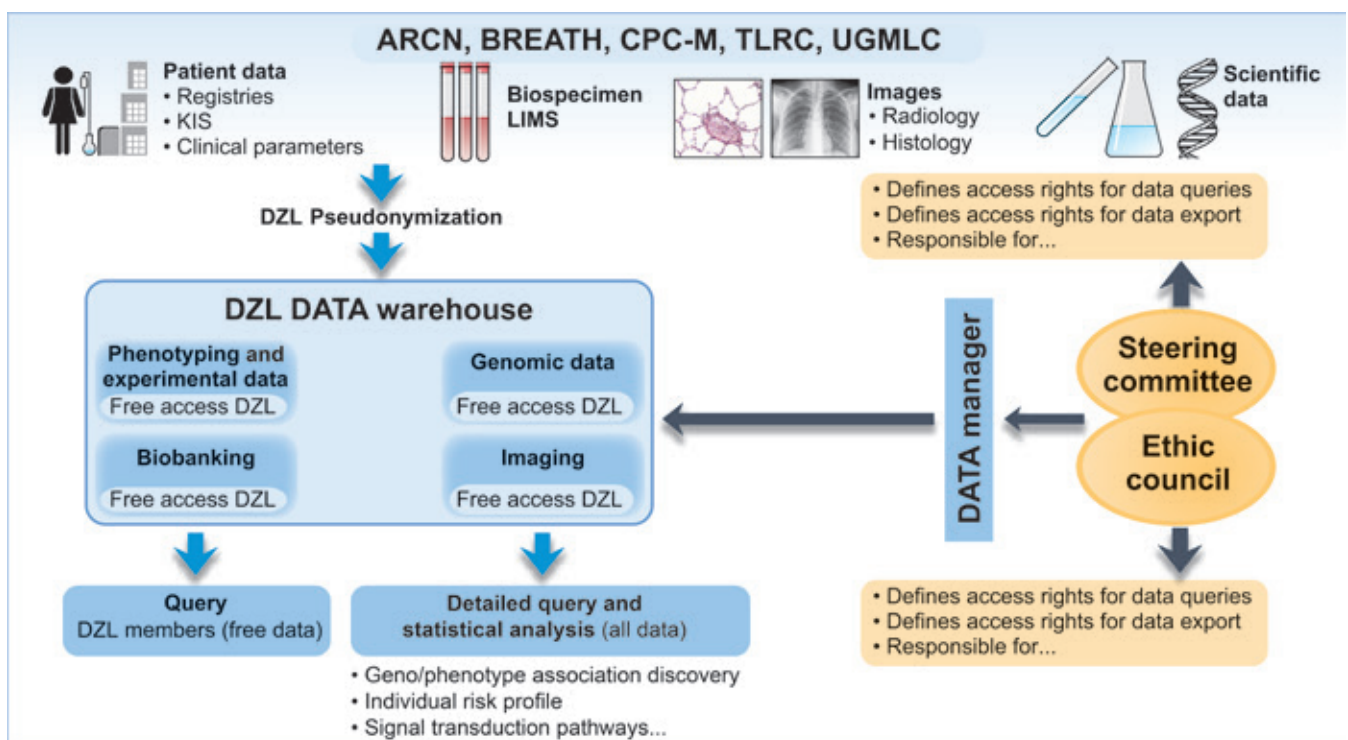 ARCN, BREATH, CPC-M, TLRC, UGMLC
Patient data
• Registries
• KIS
• Clinical parameters
Biospecimen
LIMS
Images
• Radiology
• Histology
Scientific
data
DZL Pseudonymization
• Defines access rights for data queries
• Defines access rights for data export
• Responsible for...
DZL DATA warehouse
Phenotyping and
experimental data
Free access DZL
Genomic data
Free access DZL
Biobanking
Free access DZL
Imaging
Free access DZL
DATA manager
Steering
committee
Ethic
council
Query
DZL members (free data)
Detailed query and
statistical analysis (all data)
• Geno/phenotype association discovery
• Individual risk profile
• Signal transduction pathways...
• Defines access rights for data queries
• Defines access rights for data export
• Responsible for...